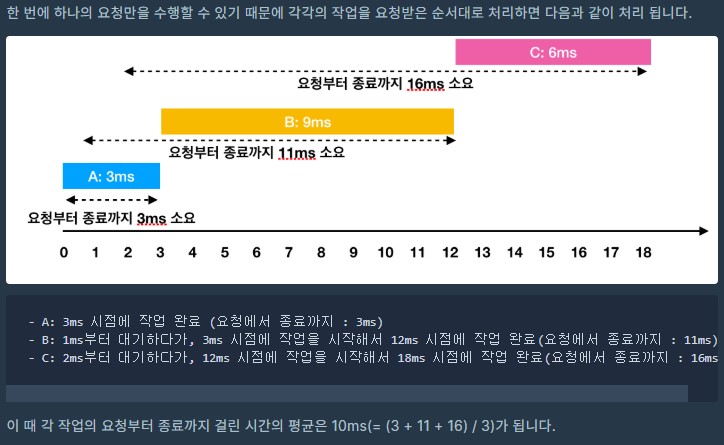 한 번에 하나의 요청만을 수행할 수 있기 때문에 각각의 작업을 요청받은 순서대로 처리하면 다음과 같이 처리 됩니다.
C: 6ms
요청부터 종료까지 16ms 소요
B: 9ms
요청부터 종료까지 11ms 소요
A: 3ms
요청부터 종료까지 3ms 소요
0 1 2 3 4 5 6 7 8 9 10 11 12 13 14 15 16 17 18
- A: 3ms 시점에 작업 완료 (요청에서 종료까지 : 3ms)
- B: 1ms부터 대기하다가, 3ms 시점에 작업을 시작해서 12ms 시점에 작업 완료(요청에서 종료까지 : 11ms)
- C: 2ms부터 대기하다가, 12ms 시점에 작업을 시작해서 18ms 시점에 작업 완료(요청에서 종료까지 : 16ms
이 때 각 작업의 요청부터 종료까지 걸린 시간의 평균은 10ms(= (3 + 11 + 16) / 3)가 됩니다.